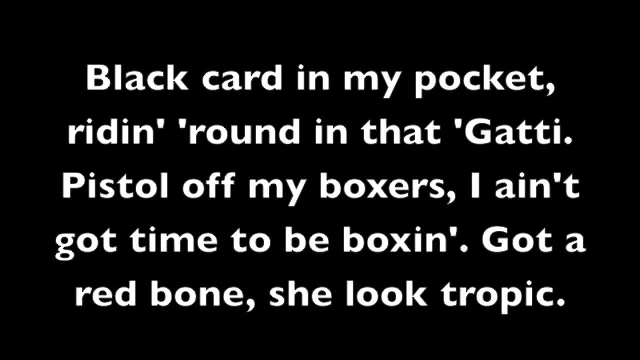 Black card in my pocket,
ridin' 'round in that 'Gatti.
Pistol off my boxers, I ain't
got time to be boxin'. Got a
red bone, she look tropic.